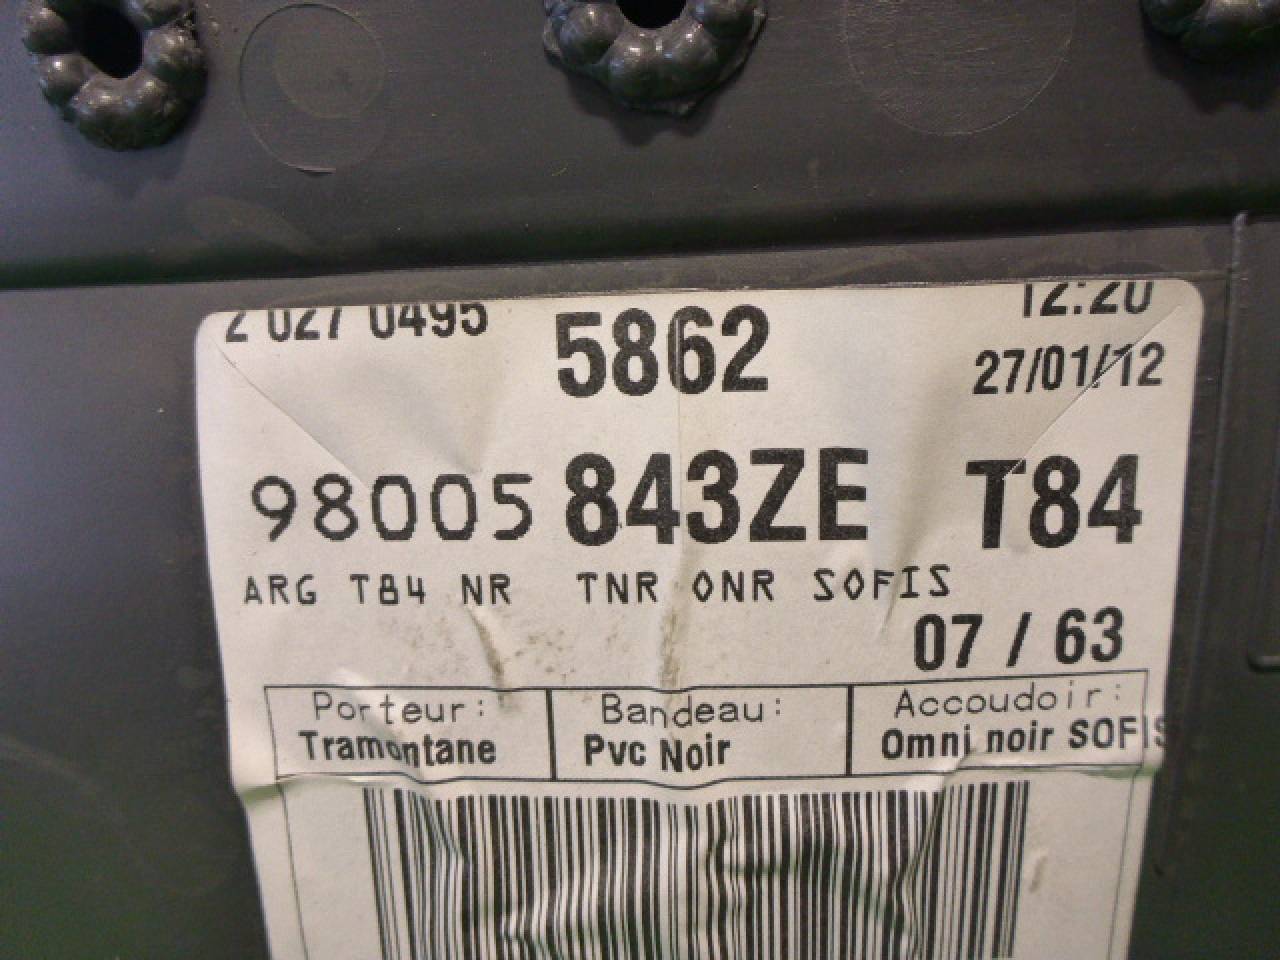 2 027 0495 5862 12:20
27/01/12
98005 843ZE T84
ARG T84 NR TNR ONR SOFIS
07 / 63
Porteur: Bandeau: Accoudoir:
Tramontane Pvc Noir Omni noir SOFIS